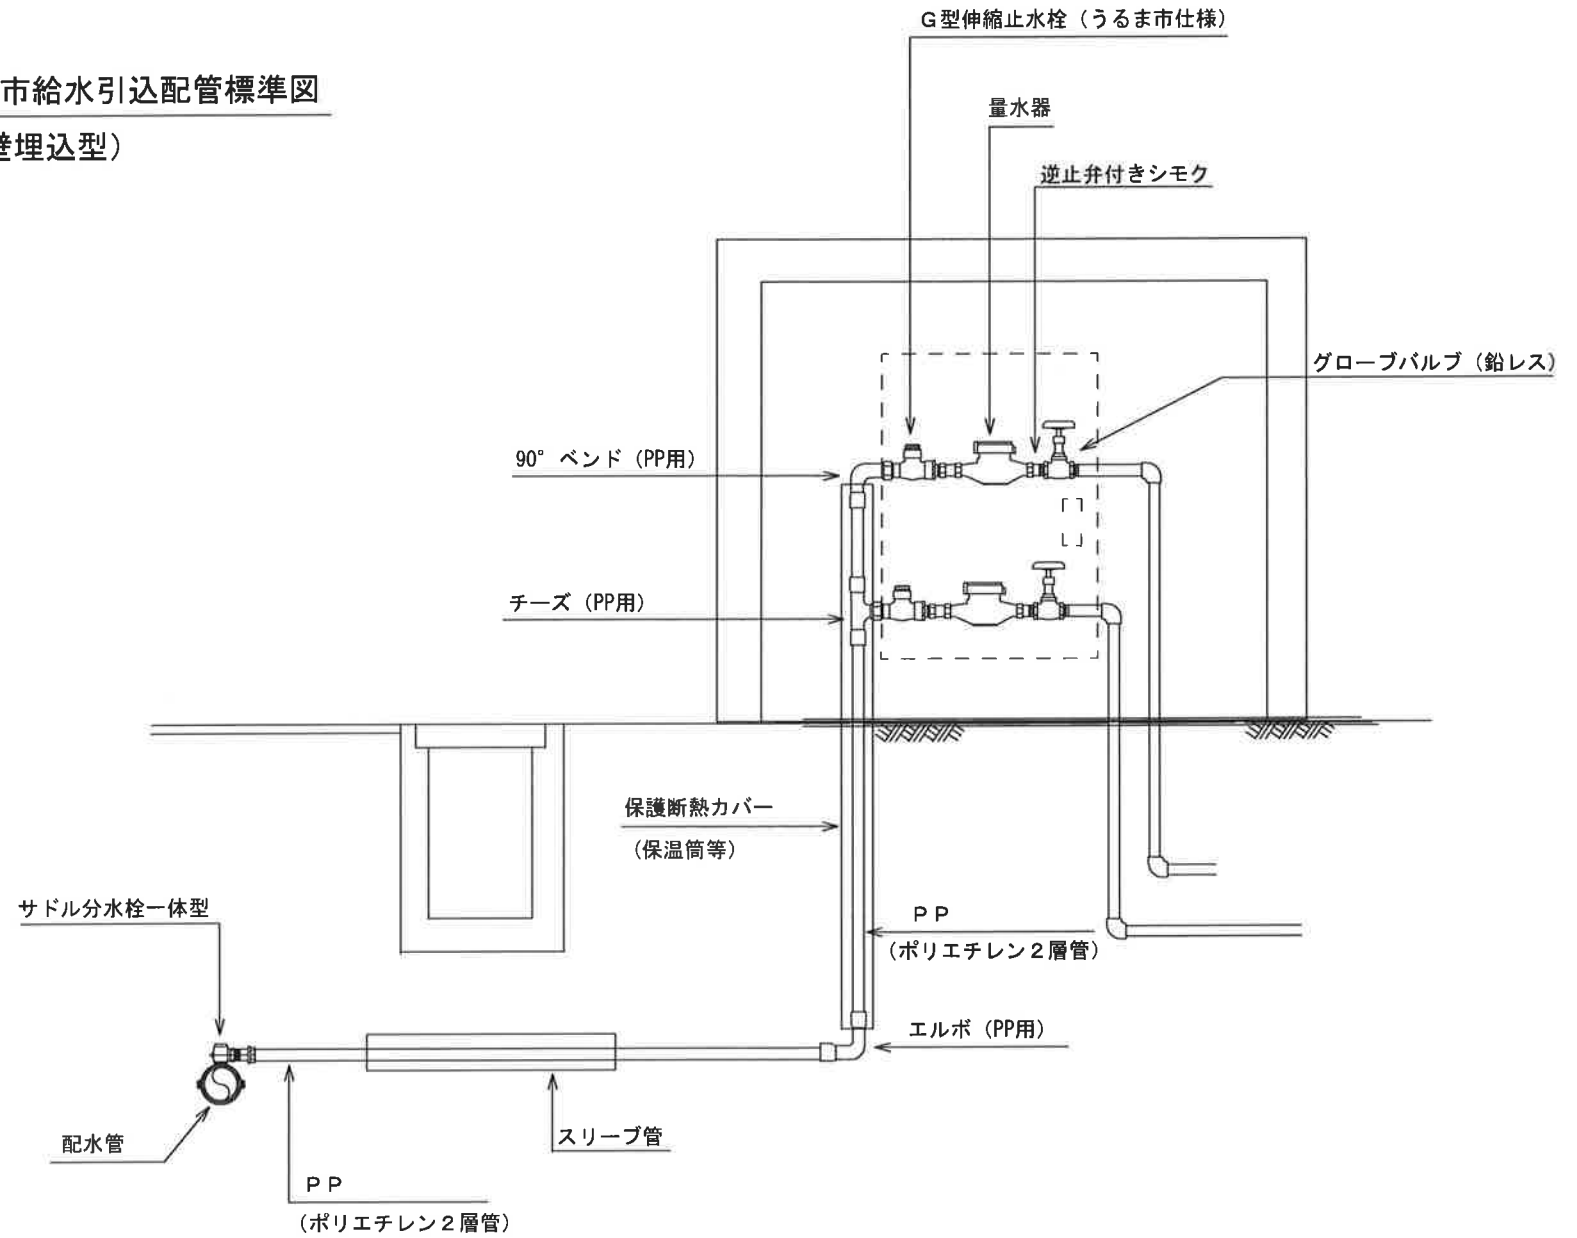 G型伸縮止水栓（うるま市仕様）
市給水引込配管標準図
量水器
壁埋込型）
逆止弁付きシモク
グローブバルブ（鉛レス）
90°ベンド（PP用）
チーズ（PP用）
保護断熱カバー
（保温筒等）
サドル分水栓一体型
ＰＰ
（ポリエチレン２層管）
エルボ（PP用）
配水管
スリーブ管
ＰＰ
（ポリエチレン２層管）